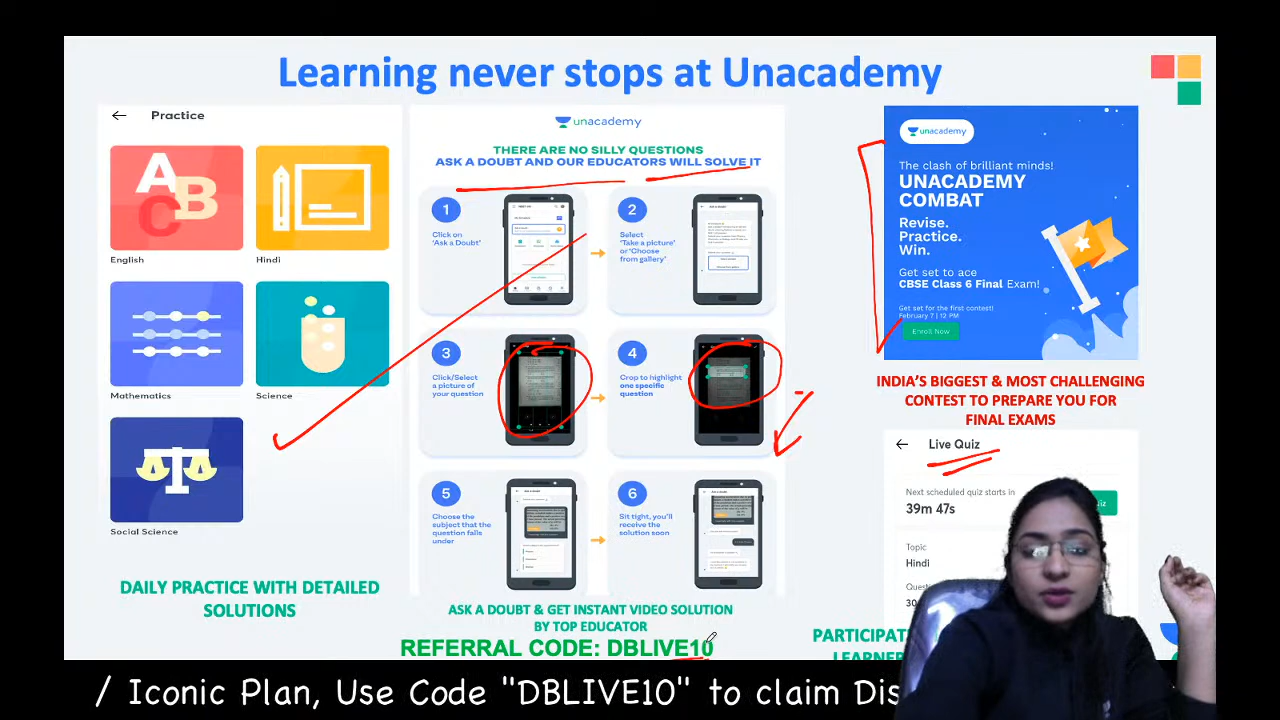 Learning never stops at Unacademy
Practice
English
Hindi
Mathematics
Science
Social Science
DAILY PRACTICE WITH DETAILED
SOLUTIONS
unacademy
THERE ARE NO SILLY QUESTIONS
ASK A DOUBT AND OUR EDUCATORS WILL SOLVE IT
1
Click on
'Ask a Doubt'
2
Select
'Take a picture'
or 'Choose
from gallery'
3
Click/Select
a picture of
your question
4
Crop to highlight
one specific
question
5
Choose the
subject that the
question falls
under
6
Sit tight, you'll
receive the
solution soon
ASK A DOUBT & GET INSTANT VIDEO SOLUTION
BY TOP EDUCATOR
REFERRAL CODE: DBLIVE10
unacademy
The clash of brilliant minds!
UNACADEMY
COMBAT
Revise.
Practice.
Win.
Get set to ace
CBSE Class 6 Final Exam!
Get set for the first contest!
February 7 | 12 PM
Enroll Now
INDIA'S BIGGEST & MOST CHALLENGING
CONTEST TO PREPARE YOU FOR
FINAL EXAMS
Live Quiz
Next scheduled quiz starts in
39m 47s
Topic
Hindi
Questi
30
PARTICIPAT
LEARNER
/ Iconic Plan, Use Code "DBLIVE10" to claim Dis